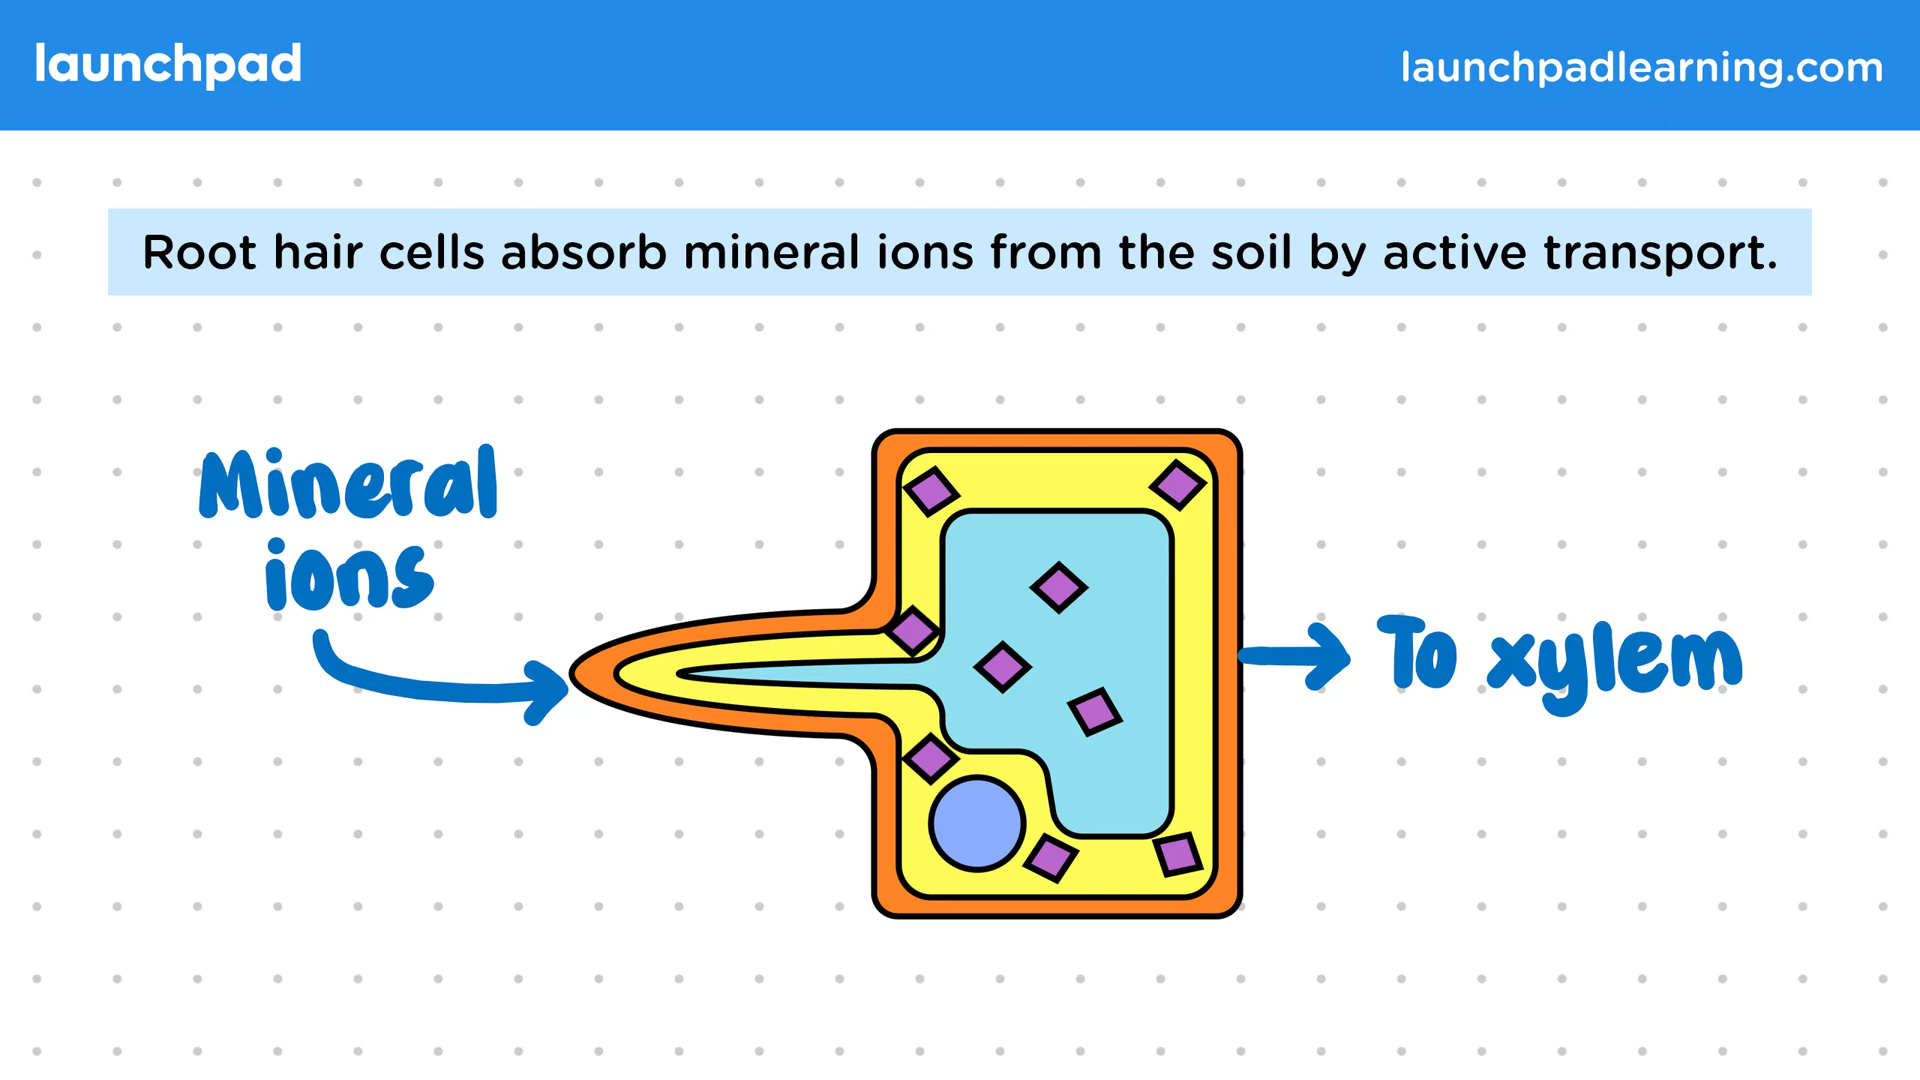 launchpad
launchpadlearning.com
Root hair cells absorb mineral ions from the soil by active transport.
Mineral
ions
To xylem